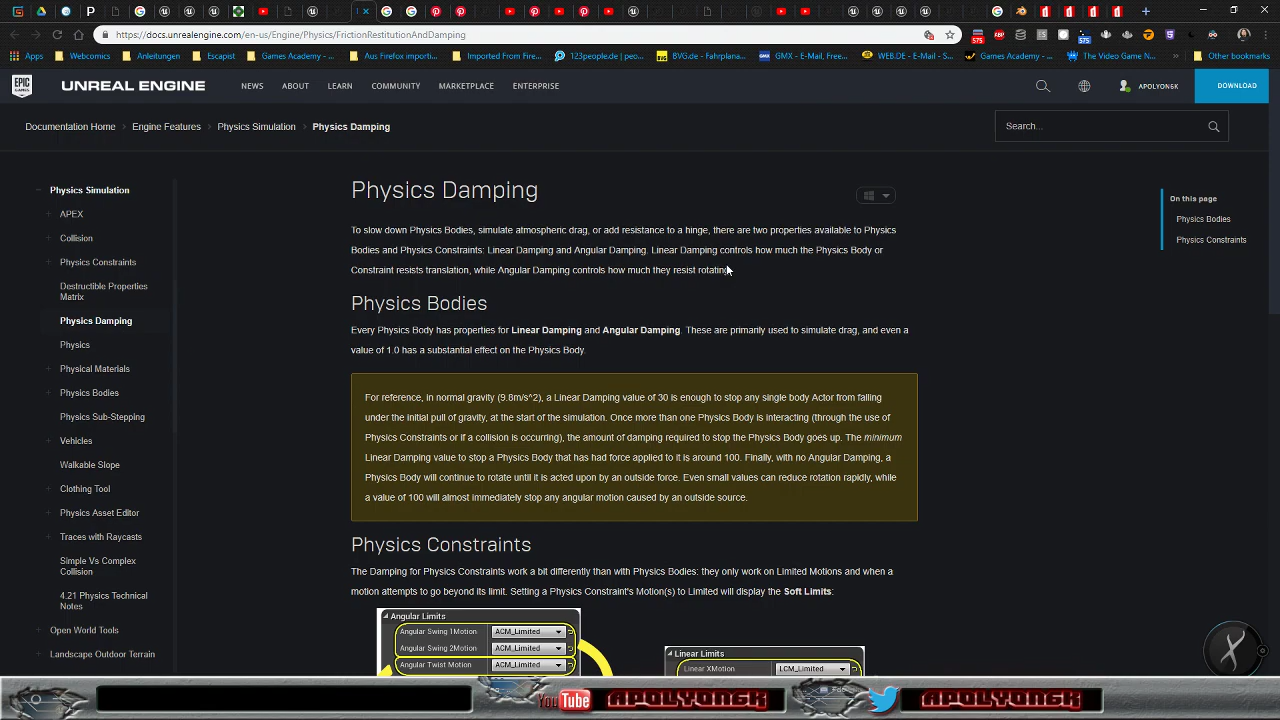 https://docs.unrealengine.com/en-us/Engine/Physics/FrictionRestitutionAndDamping
Apps
Webcomics
Anleitungen
Escapist
Games Academy -...
Aus Firefox importi...
Imported From Fire...
123people.de | peo...
BVG.de - Fahrplana...
GMX - E-Mail, Free...
WEB.DE - E-Mail - S...
Games Academy -...
The Video Game N...
Other bookmarks
EPIC GAMES
UNREAL ENGINE
NEWS
ABOUT
LEARN
COMMUNITY
MARKETPLACE
ENTERPRISE
APOLYON6K
DOWNLOAD
Documentation Home
Engine Features
Physics Simulation
Physics Damping
Search...
Physics Simulation
APEX
Collision
Physics Constraints
Destructible Properties
Matrix
Physics Damping
Physics
Physical Materials
Physics Bodies
Physics Sub-Stepping
Vehicles
Walkable Slope
Clothing Tool
Physics Asset Editor
Traces with Raycasts
Simple Vs Complex
Collision
4.21 Physics Technical
Notes
Open World Tools
Landscape Outdoor Terrain
Physics Damping
To slow down Physics Bodies, simulate atmospheric drag, or add resistance to a hinge, there are two properties available to Physics
Bodies and Physics Constraints: Linear Damping and Angular Damping. Linear Damping controls how much the Physics Body or
Constraint resists translation, while Angular Damping controls how much they resist rotating.
Physics Bodies
Every Physics Body has properties for Linear Damping and Angular Damping. These are primarily used to simulate drag, and even a
value of 1.0 has a substantial effect on the Physics Body.
For reference, in normal gravity (9.8m/s^2), a Linear Damping value of 30 is enough to stop any single body Actor from falling
under the initial pull of gravity, at the start of the simulation. Once more than one Physics Body is interacting (through the use of
Physics Constraints or if a collision is occurring), the amount of damping required to stop the Physics Body goes up. The minimum
Linear Damping value to stop a Physics Body that has had force applied to it is around 100. Finally, with no Angular Damping, a
Physics Body will continue to rotate until it is acted upon by an outside force. Even small values can reduce rotation rapidly, while
a value of 100 will almost immediately stop any angular motion caused by an outside source.
Physics Constraints
The Damping for Physics Constraints work a bit differently than with Physics Bodies: they only work on Limited Motions and when a
motion attempts to go beyond its limit. Setting a Physics Constraint's Motion(s) to Limited will display the Soft Limits:
Angular Limits
Angular Swing 1Motion ACM_Limited
Angular Swing 2Motion ACM_Limited
Angular Twist Motion ACM_Limited
Linear Limits
Linear XMotion LCM_Limited
On this page
Physics Bodies
Physics Constraints
YouTube
APOLYON6K
APOLYON6K